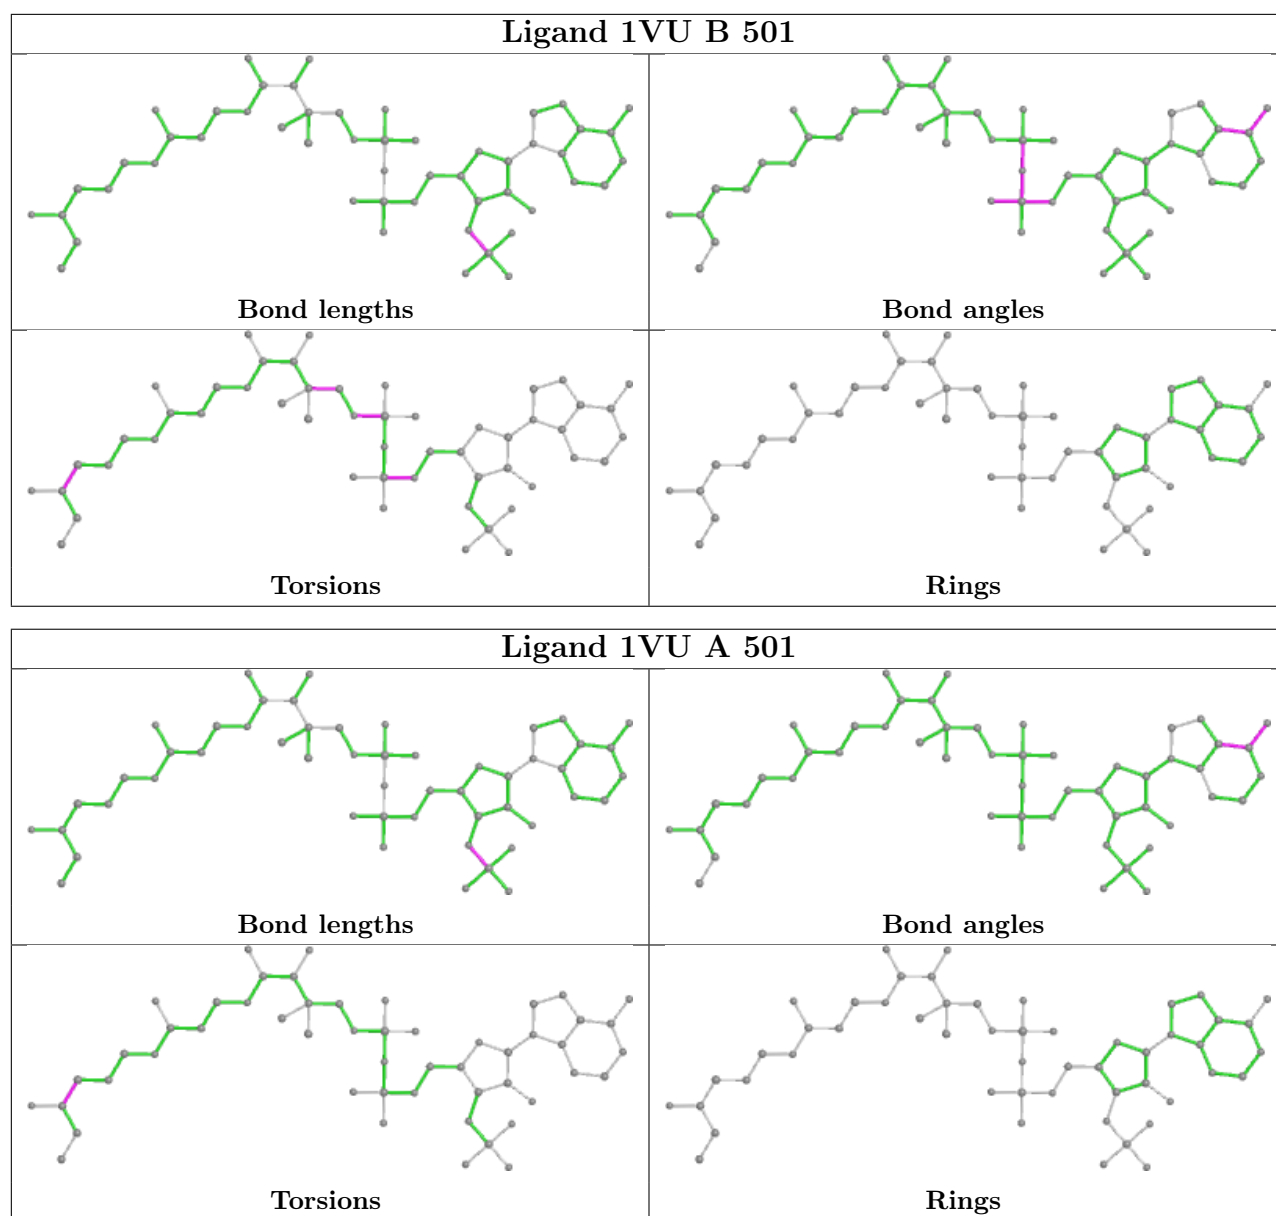 Ligand 1VU B 501
Bond lengths
Bond angles
Torsions
Rings
Ligand 1VU A 501
Bond lengths
Bond angles
Torsions
Rings